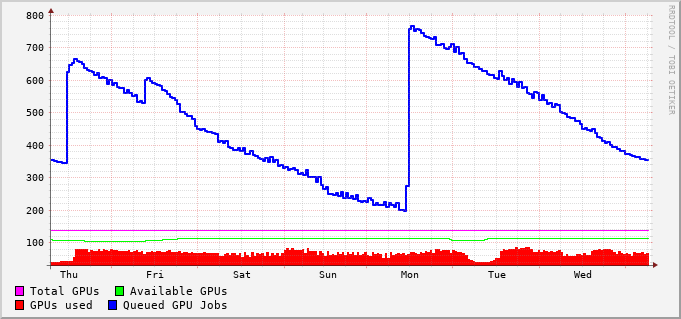 800
700
600
500
400
300
200
100
Thu Fri Sat Sun Mon Tue Wed
Total GPUs Available GPUs
GPUs used Queued GPU Jobs
RRDTOOL / TOBI OETIKER